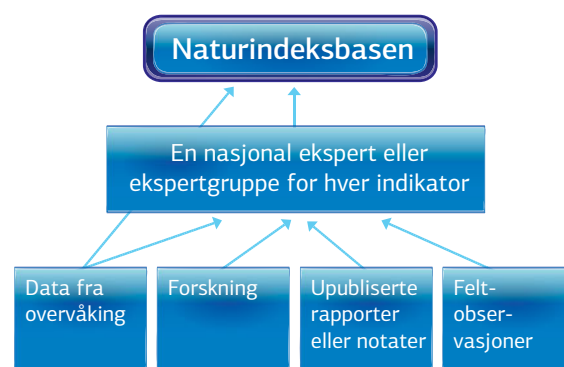 Naturindeksbasen
En nasjonal ekspert eller
ekspertgruppe for hver indikator
Data fra
overvåking
Forskning
Upubliserte
rapporter
eller notater
Felt-
obser-
vasjoner